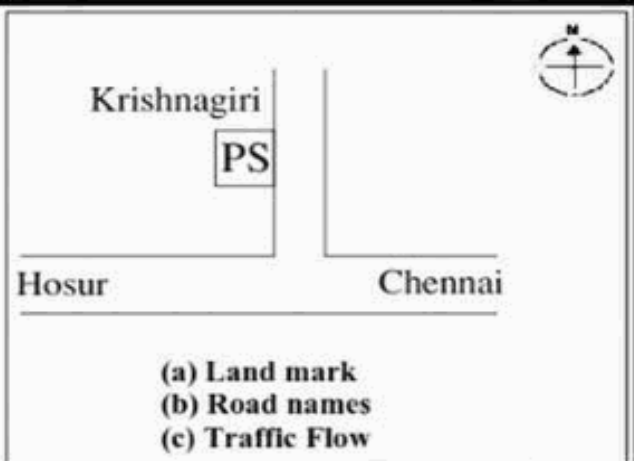 N
Krishnagiri
PS
Hosur
Chennai
(a) Land mark
(b) Road names
(c) Traffic Flow